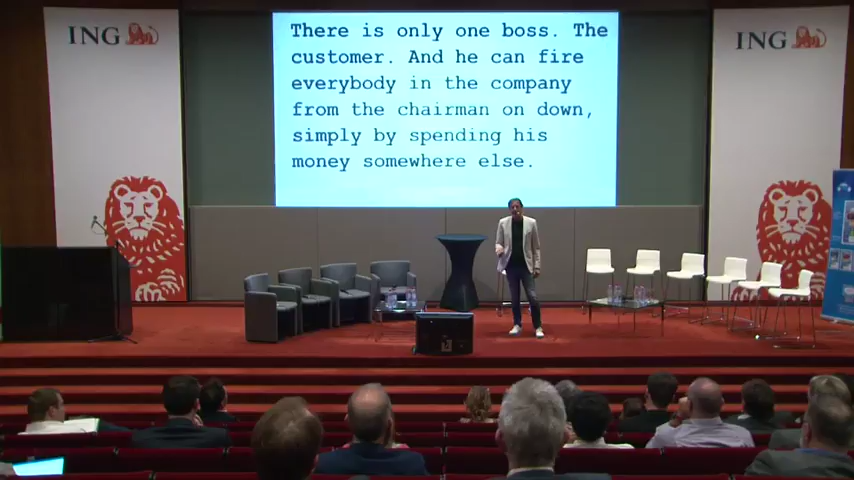 ING
There is only one boss. The
customer. And he can fire
everybody in the company
from the chairman on down,
simply by spending his
money somewhere else.
ING